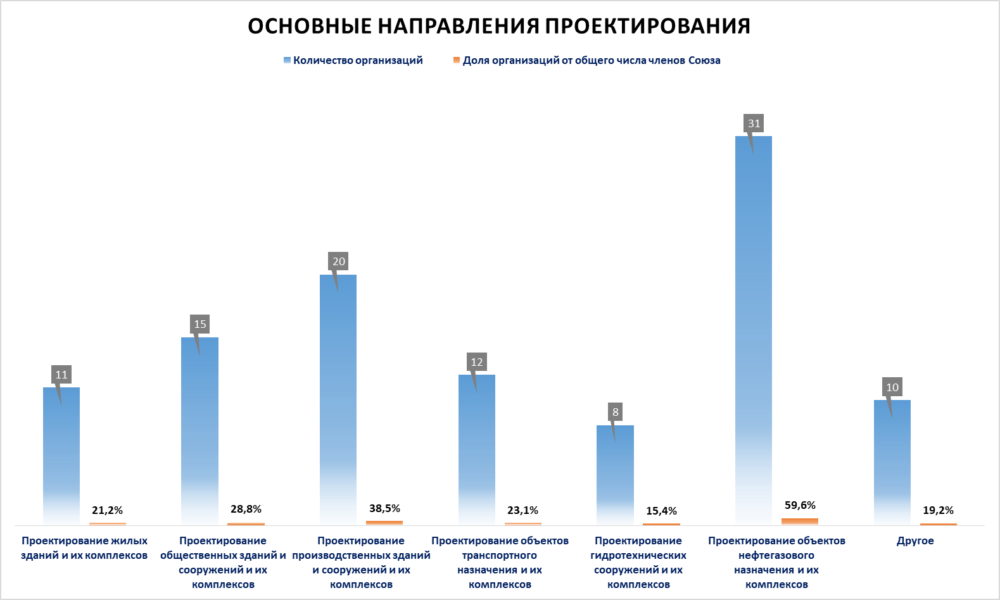 ОСНОВНЫЕ НАПРАВЛЕНИЯ ПРОЕКТИРОВАНИЯ
Количество организаций
Доля организаций от общего числа членов Союза
11
15
20
12
8
31
10
21,2%
28,8%
38,5%
23,1%
15,4%
59,6%
19,2%
Проектирование жилых
зданий и их комплексов
Проектирование
общественных зданий и
сооружений и их
комплексов
Проектирование
производственных зданий
и сооружений и их
комплексов
Проектирование объектов
транспортного
назначения и их
комплексов
Проектирование
гидротехнических
сооружений и их
комплексов
Проектирование объектов
нефтегазового
назначения и их
комплексов
Другое